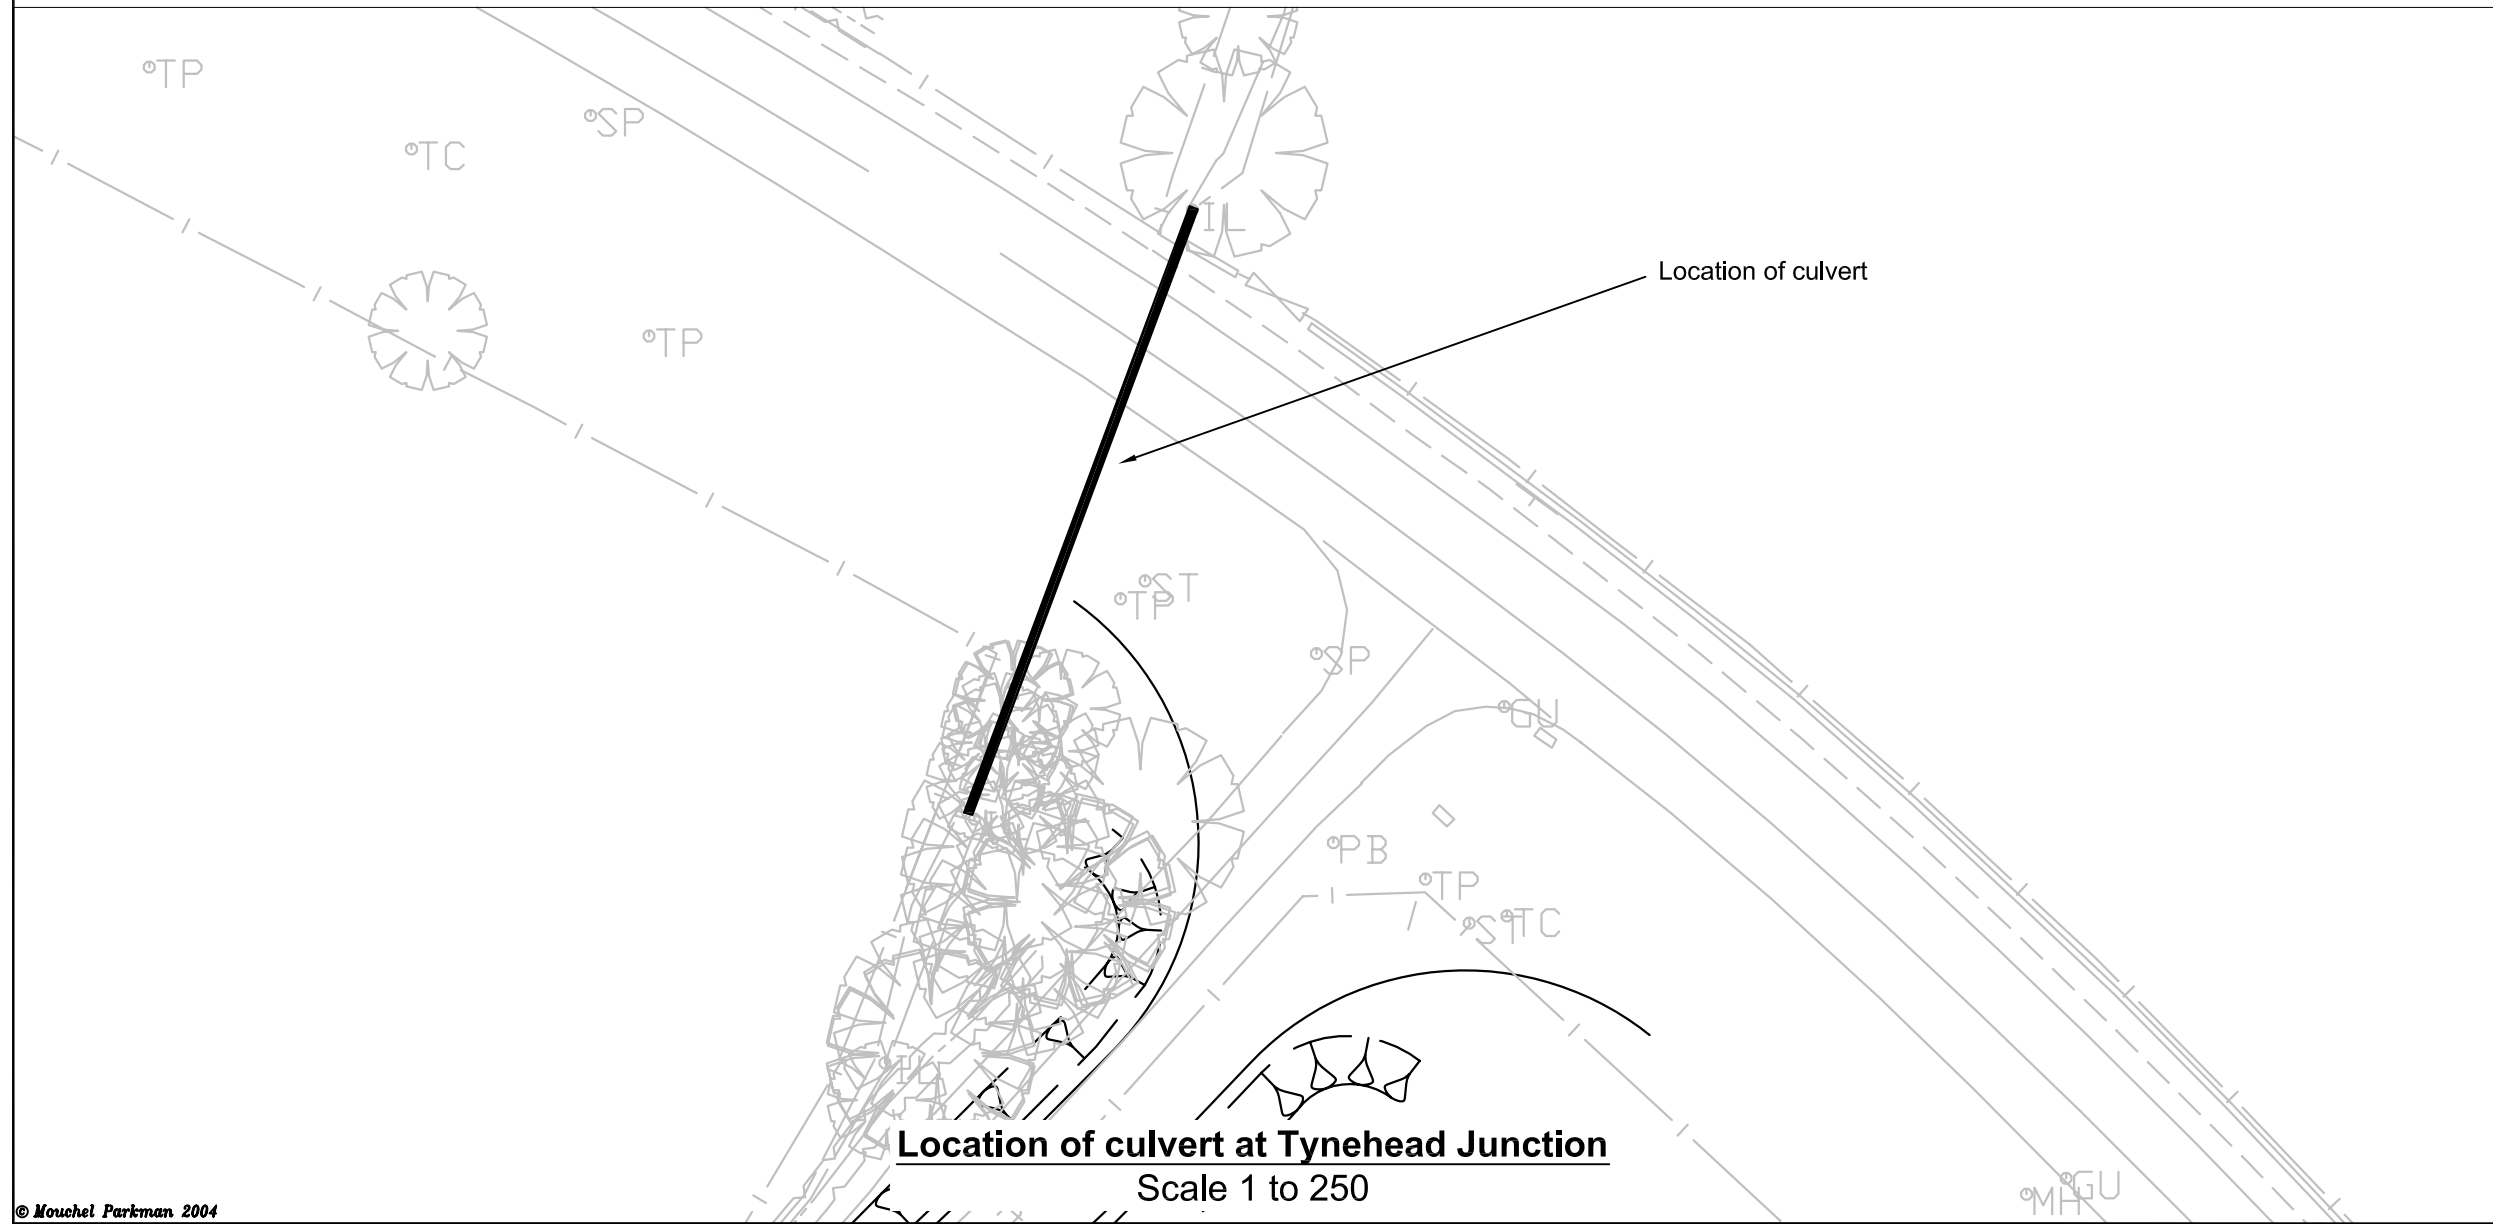 TP
SP
TC
IL
Location of culvert
TP
ST
TP
SP
GU
PB
TP
ST
TC
IL
Location of culvert at Tynehead Junction
Scale 1 to 250
GU
MH
© Mouchel Parkman 2004